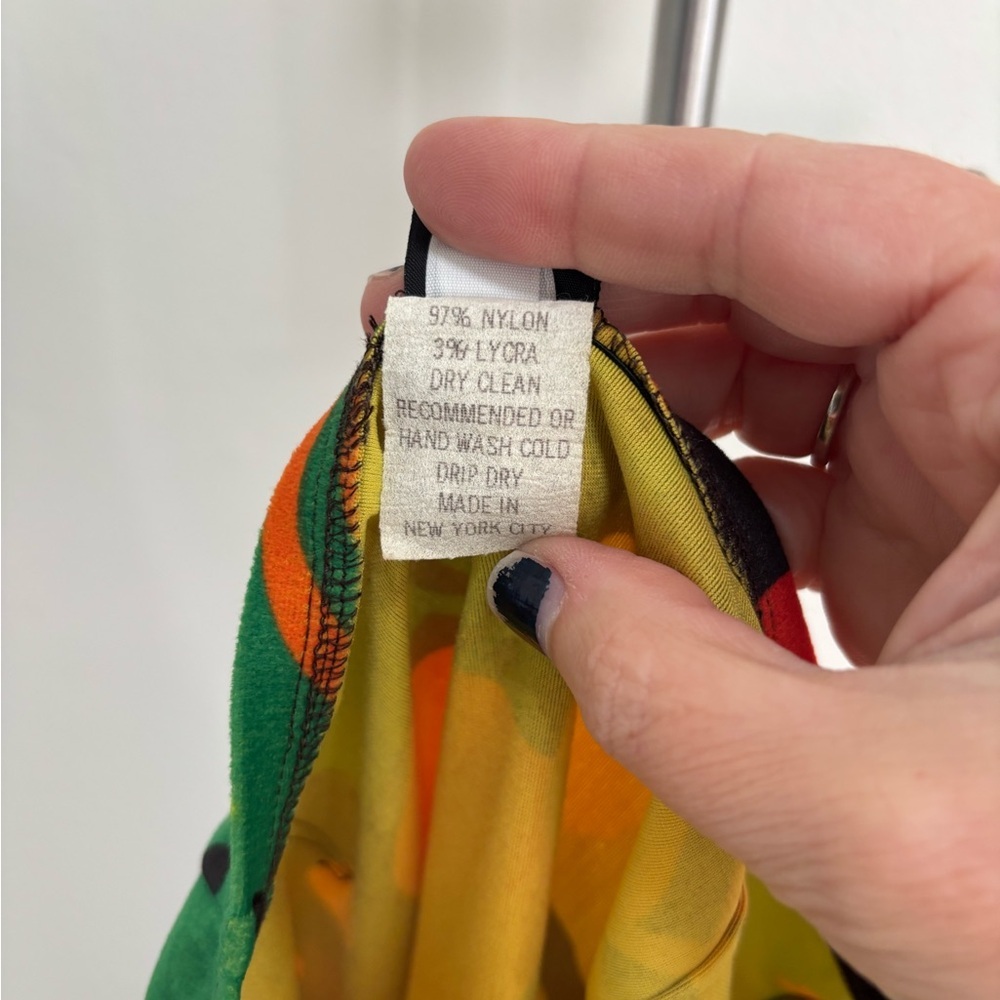 97% NYLON
3% LYCRA
DRY CLEAN
RECOMMENDED OR
HAND WASH COLD
DRIP DRY
MADE IN
NEW YORK CITY